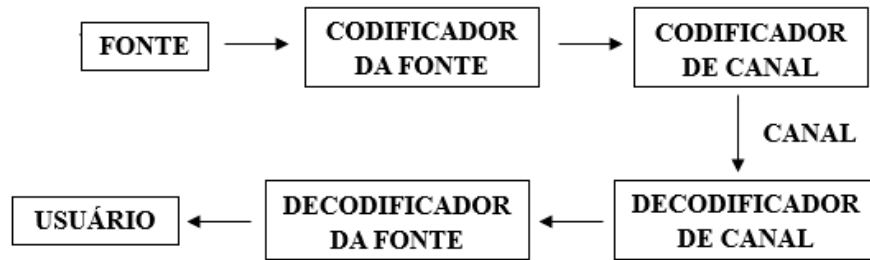 FONTE
CODIFICADOR
DA FONTE
CODIFICADOR
DE CANAL
CANAL
DECODIFICADOR
DE CANAL
DECODIFICADOR
DA FONTE
USUÁRIO